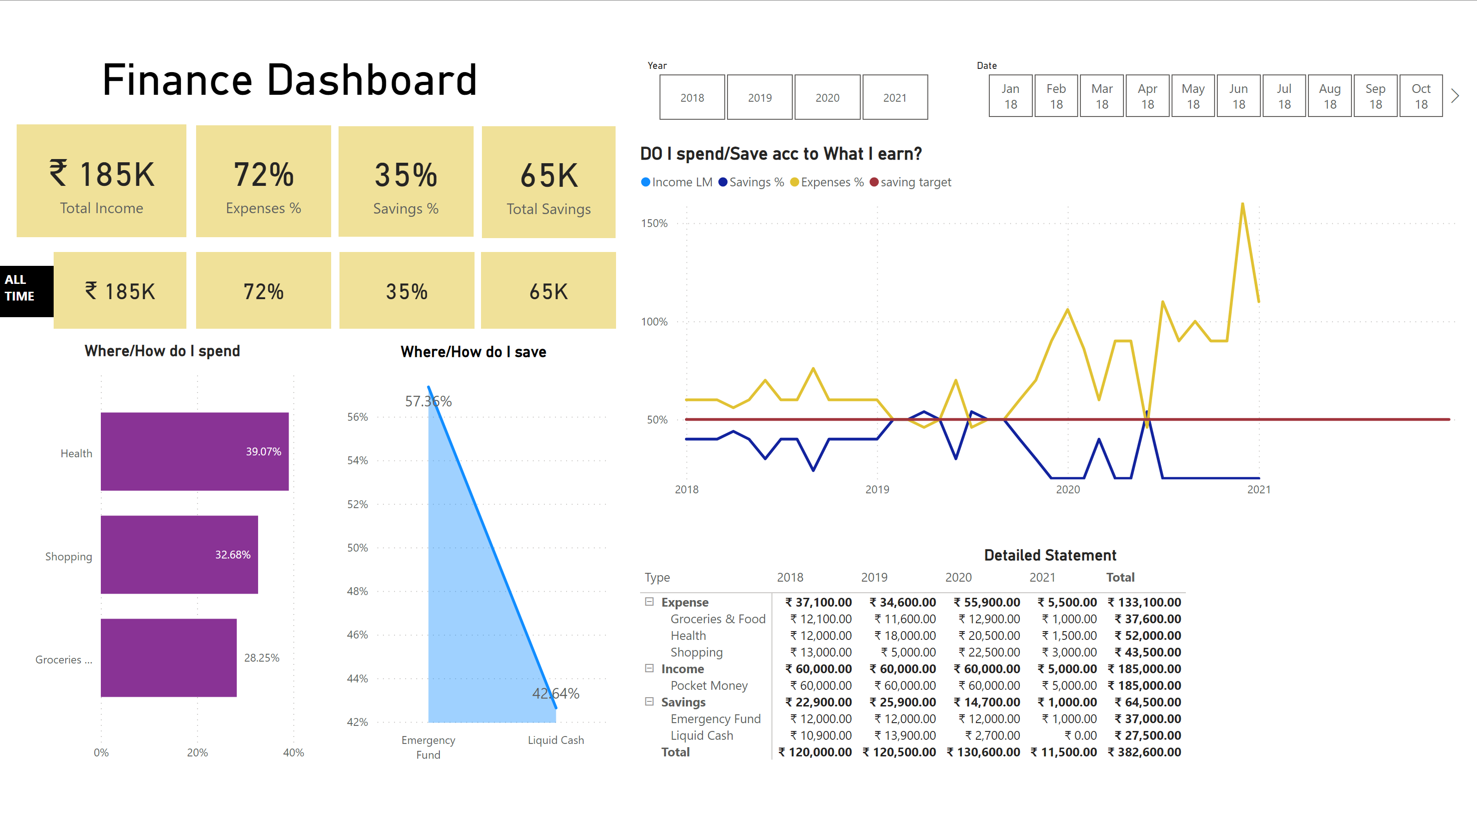 Finance Dashboard
₹ 185K
Total Income
72%
Expenses %
35%
Savings %
65K
Total Savings
ALL
TIME
₹ 185K
72%
35%
65K
Year
2018
2019
2020
2021
Date
Jan
18
Feb
18
Mar
18
Apr
18
May
18
Jun
18
Jul
18
Aug
18
Sep
18
Oct
18
DO I spend/Save acc to What I earn?
Income LM
Savings %
Expenses %
saving target
150%
100%
50%
2018
2019
2020
2021
Where/How do I spend
Health
39.07%
Shopping
32.68%
Groceries ...
28.25%
0%
20%
40%
Where/How do I save
57.36%
56%
54%
52%
50%
48%
46%
44%
42%
42.64%
Emergency
Fund
Liquid Cash
Detailed Statement
Type 2018 2019 2020 2021 Total
Expense ₹ 37,100.00 ₹ 34,600.00 ₹ 55,900.00 ₹ 5,500.00 ₹ 133,100.00
Groceries & Food ₹ 12,100.00 ₹ 11,600.00 ₹ 12,900.00 ₹ 1,000.00 ₹ 37,600.00
Health ₹ 12,000.00 ₹ 18,000.00 ₹ 20,500.00 ₹ 1,500.00 ₹ 52,000.00
Shopping ₹ 13,000.00 ₹ 5,000.00 ₹ 22,500.00 ₹ 3,000.00 ₹ 43,500.00
Income ₹ 60,000.00 ₹ 60,000.00 ₹ 60,000.00 ₹ 5,000.00 ₹ 185,000.00
Pocket Money ₹ 60,000.00 ₹ 60,000.00 ₹ 60,000.00 ₹ 5,000.00 ₹ 185,000.00
Savings ₹ 22,900.00 ₹ 25,900.00 ₹ 14,700.00 ₹ 1,000.00 ₹ 64,500.00
Emergency Fund ₹ 12,000.00 ₹ 12,000.00 ₹ 12,000.00 ₹ 1,000.00 ₹ 37,000.00
Liquid Cash ₹ 10,900.00 ₹ 13,900.00 ₹ 2,700.00 ₹ 0.00 ₹ 27,500.00
Total ₹ 120,000.00 ₹ 120,500.00 ₹ 130,600.00 ₹ 11,500.00 ₹ 382,600.00